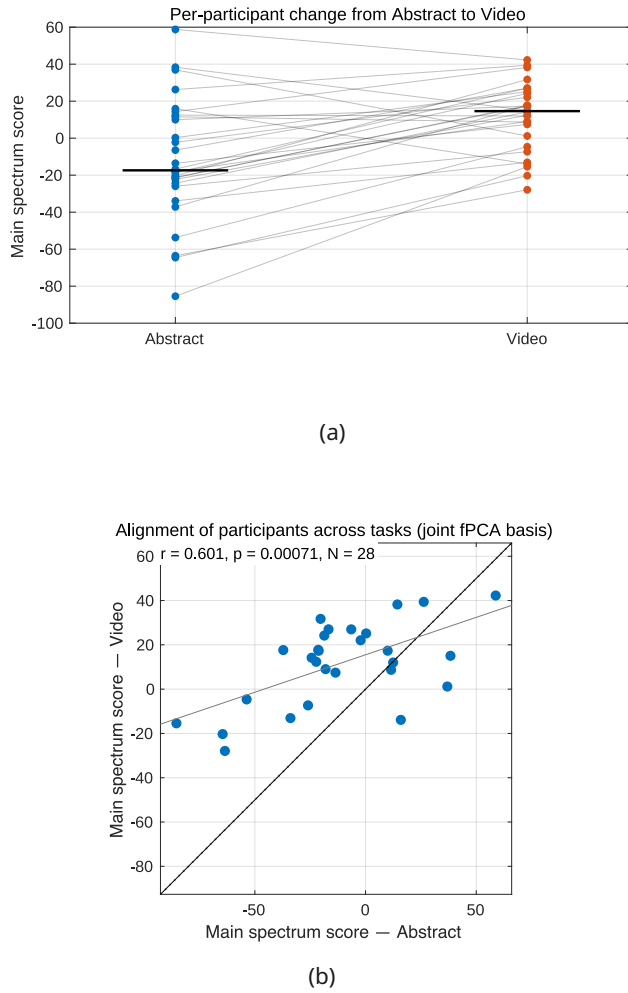 Per-participant change from Abstract to Video
60
40
20
0
-20
-40
-60
-80
-100
Main spectrum score
Abstract Video
(a)
Alignment of participants across tasks (joint fPCA basis)
r = 0.601, p = 0.00071, N = 28
60
40
20
0
-20
-40
-60
-80
Main spectrum score — Video
-50 0 50
Main spectrum score — Abstract
(b)